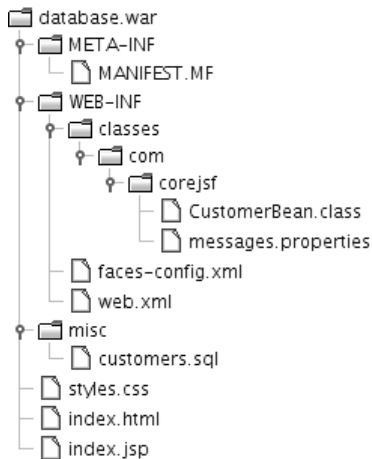 database.war
META-INF
MANIFEST.MF
WEB-INF
classes
com
corejsf
CustomerBean.class
messages.properties
faces-config.xml
web.xml
misc
customers.sql
styles.css
index.html
index.jsp